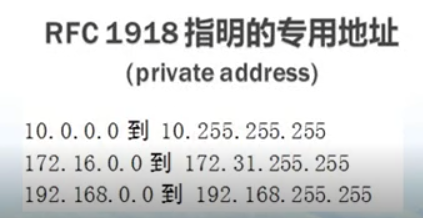 RFC 1918 指明的专用地址
(private address)
10.0.0.0 到 10.255.255.255
172.16.0.0 到 172.31.255.255
192.168.0.0 到 192.168.255.255